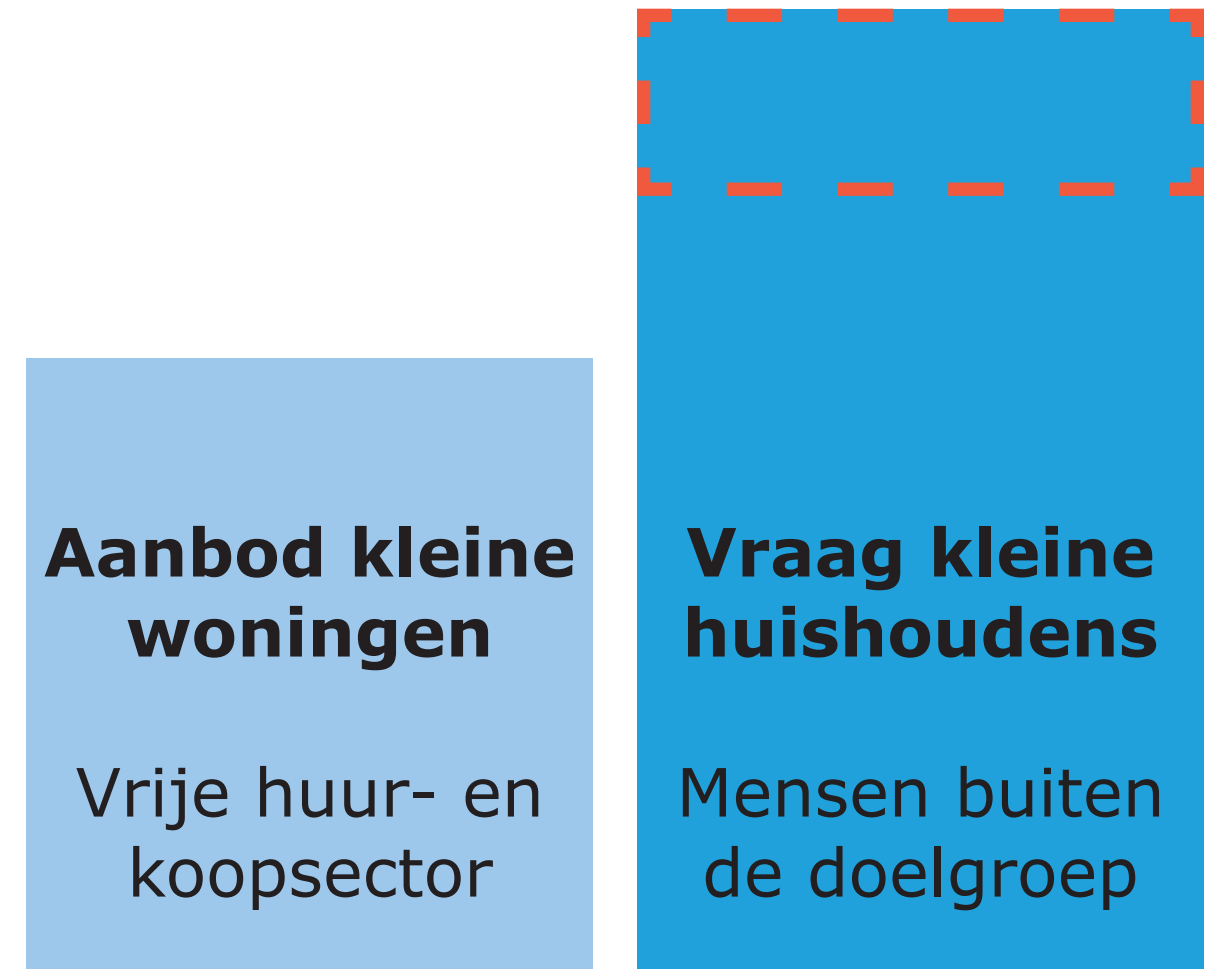 Aanbod kleine
woningen
Vrije huur- en
koopsector
Vraag kleine
huishoudens
Mensen buiten
de doelgroep